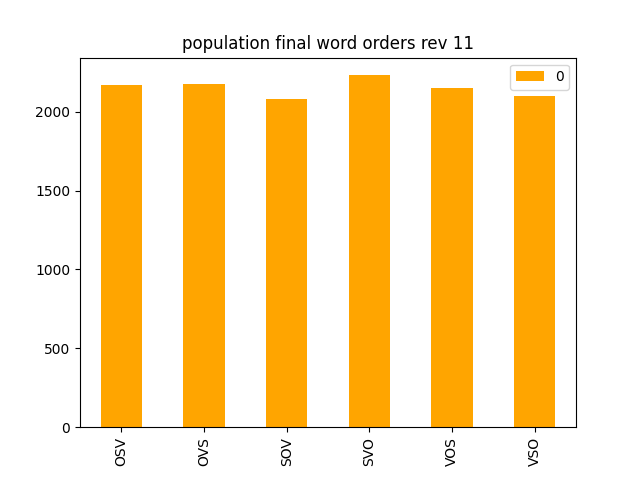 population final word orders rev 11
0
2000
1500
1000
500
0
OSV
OVS
SOV
SVO
VOS
VSO